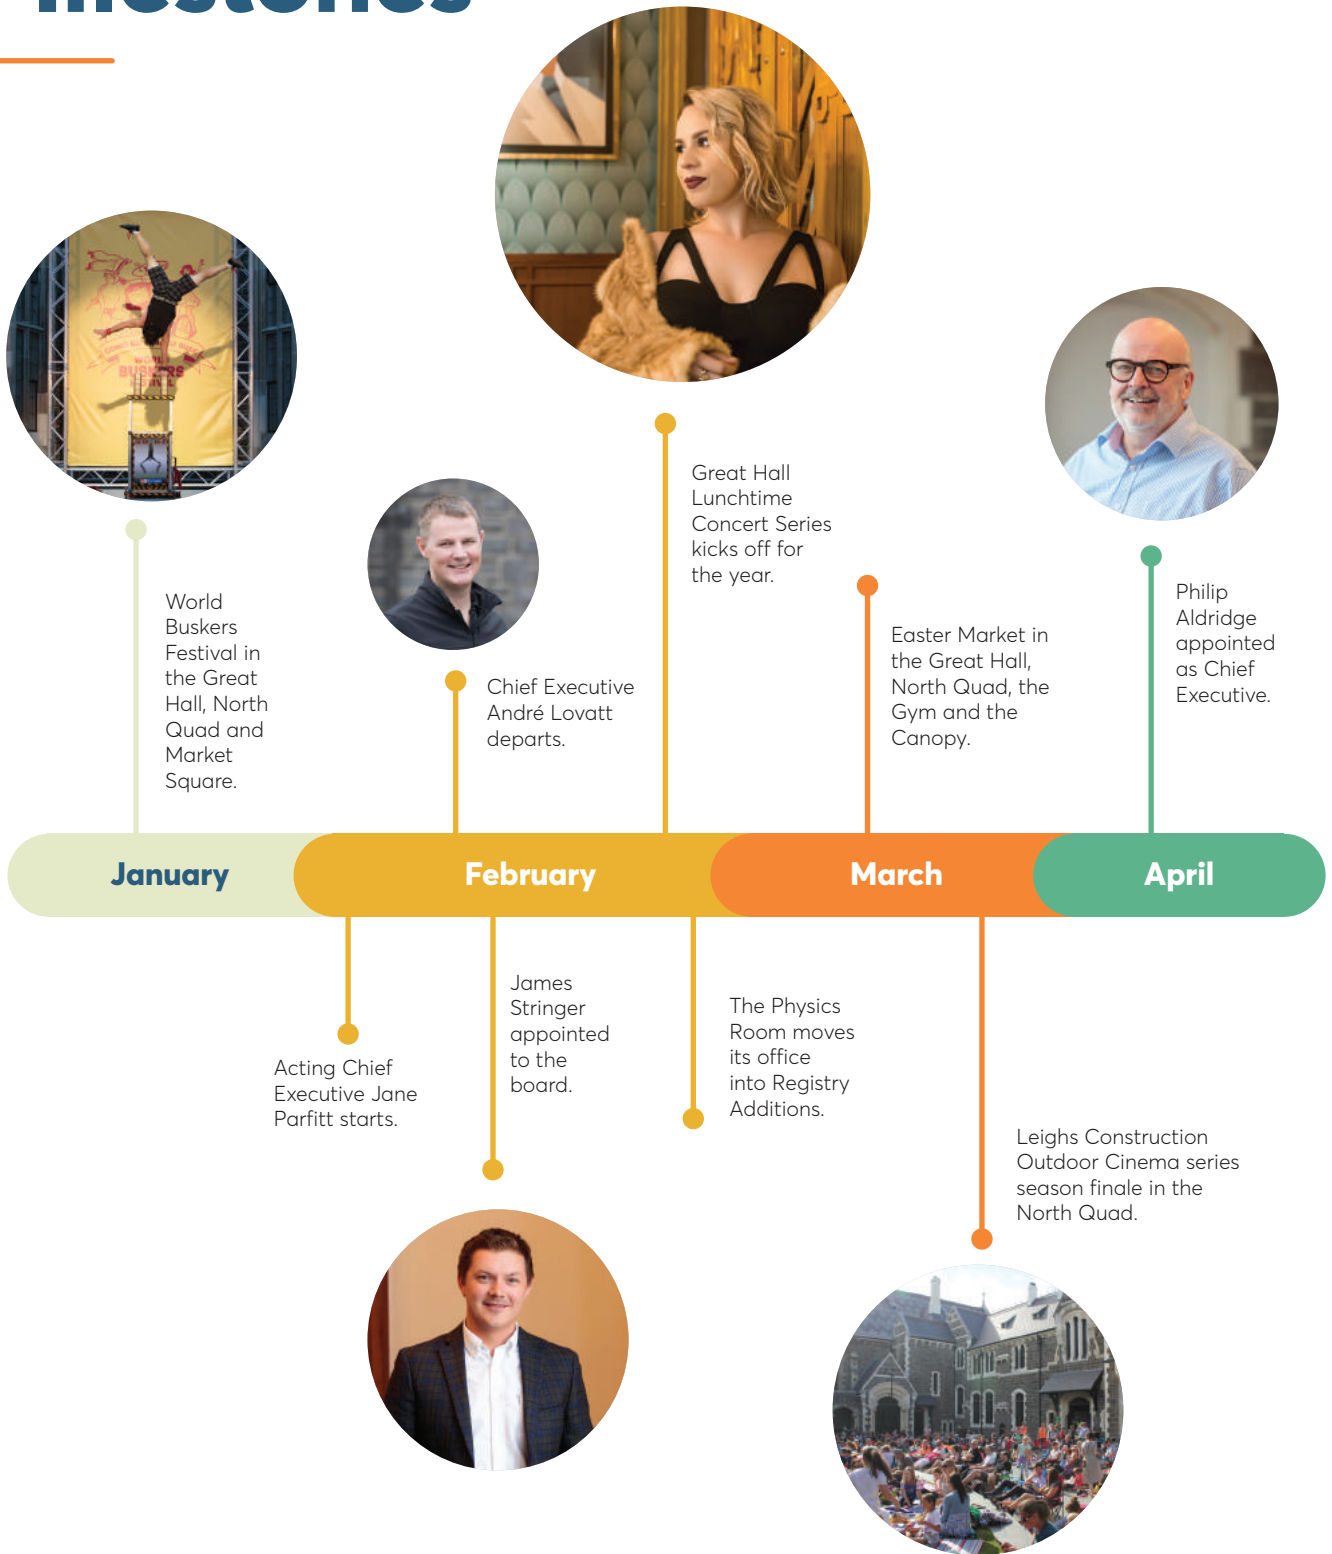 World
Buskers
Festival in
the Great
Hall, North
Quad and
Market
Square.
Chief Executive
André Lovatt
departs.
Great Hall
Lunchtime
Concert Series
kicks off for
the year.
Easter Market in
the Great Hall,
North Quad, the
Gym and the
Canopy.
Philip
Aldridge
appointed
as Chief
Executive.
January
February
March
April
Acting Chief
Executive Jane
Parfitt starts.
James
Stringer
appointed
to the
board.
The Physics
Room moves
its office
into Registry
Additions.
Leighs Construction
Outdoor Cinema series
season finale in the
North Quad.
WORLD
BUSKERS
FESTIVAL